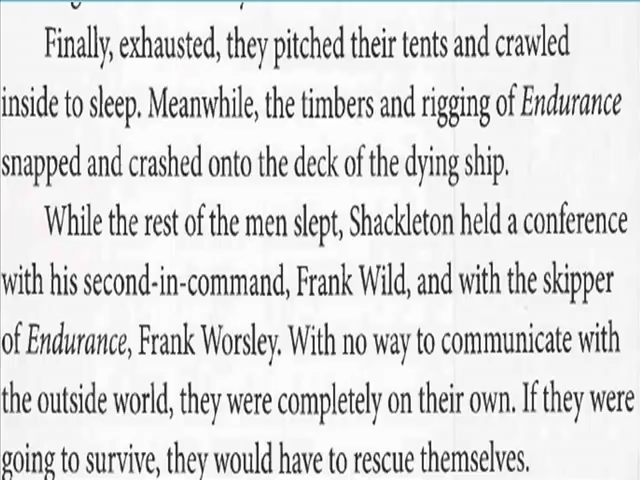 Finally, exhausted, they pitched their tents and crawled
inside to sleep. Meanwhile, the timbers and rigging of Endurance
snapped and crashed onto the deck of the dying ship.
While the rest of the men slept, Shackleton held a conference
with his second-in-command, Frank Wild, and with the skipper
of Endurance, Frank Worsley. With no way to communicate with
the outside world, they were completely on their own. If they were
going to survive, they would have to rescue themselves.